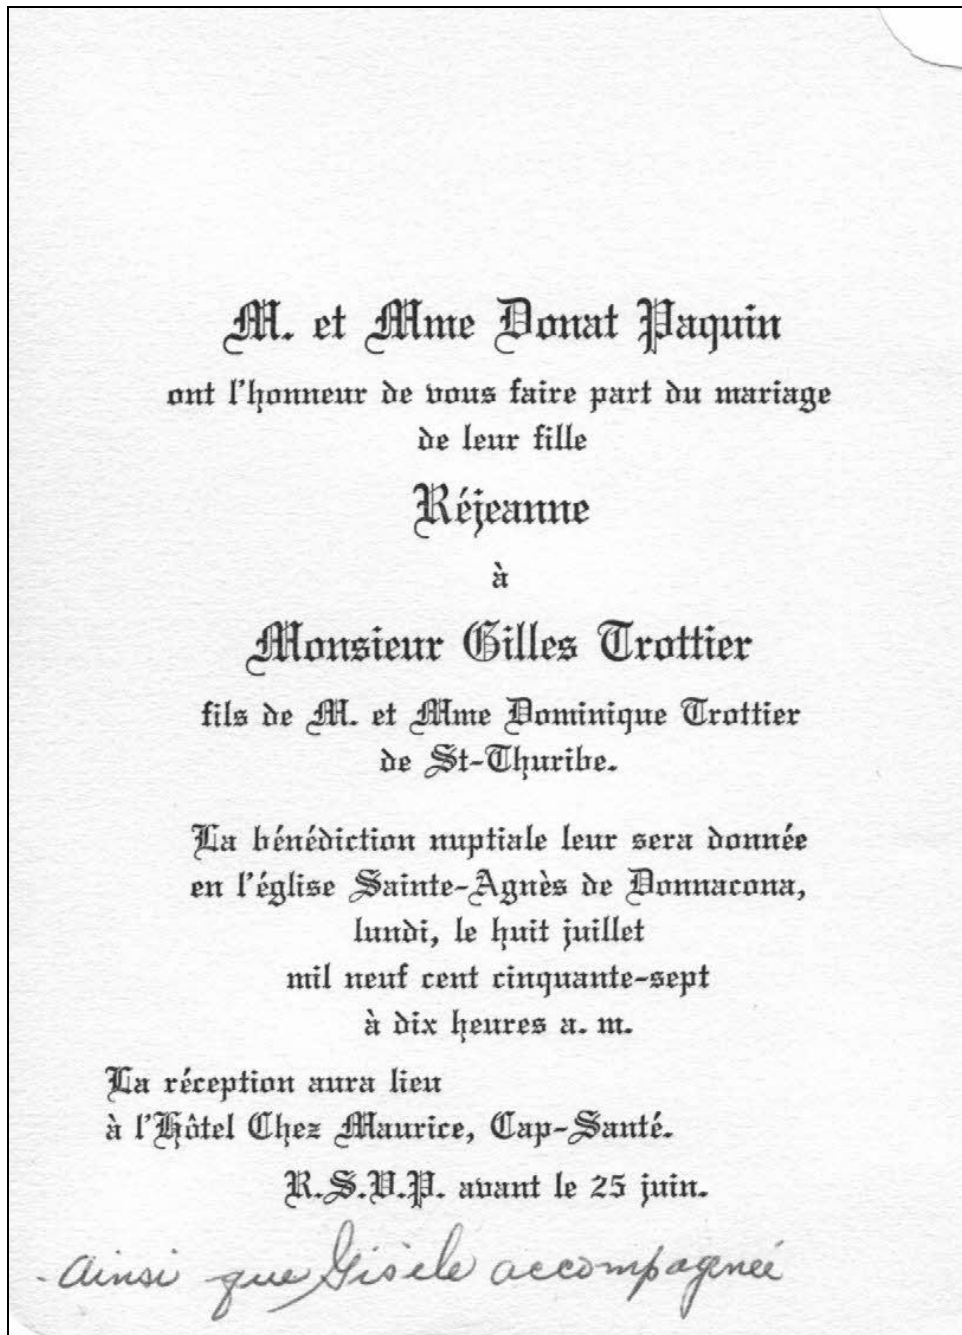 M. et Mme Donat Paquin
ont l'honneur de vous faire part du mariage
de leur fille
Réjeanne
à
Monsieur Gilles Trottier
fils de M. et Mme Dominique Trottier
de St-Thuribe.
La bénédiction nuptiale leur sera donnée
en l'église Sainte-Agnès de Donnacona,
lundi, le huit juillet
mil neuf cent cinquante-sept
à dix heures a. m.
La réception aura lieu
à l'Hôtel Chez Maurice, Cap-Santé.
R.S.V.P. avant le 25 juin.
- ainsi que Gisèle accompagnée